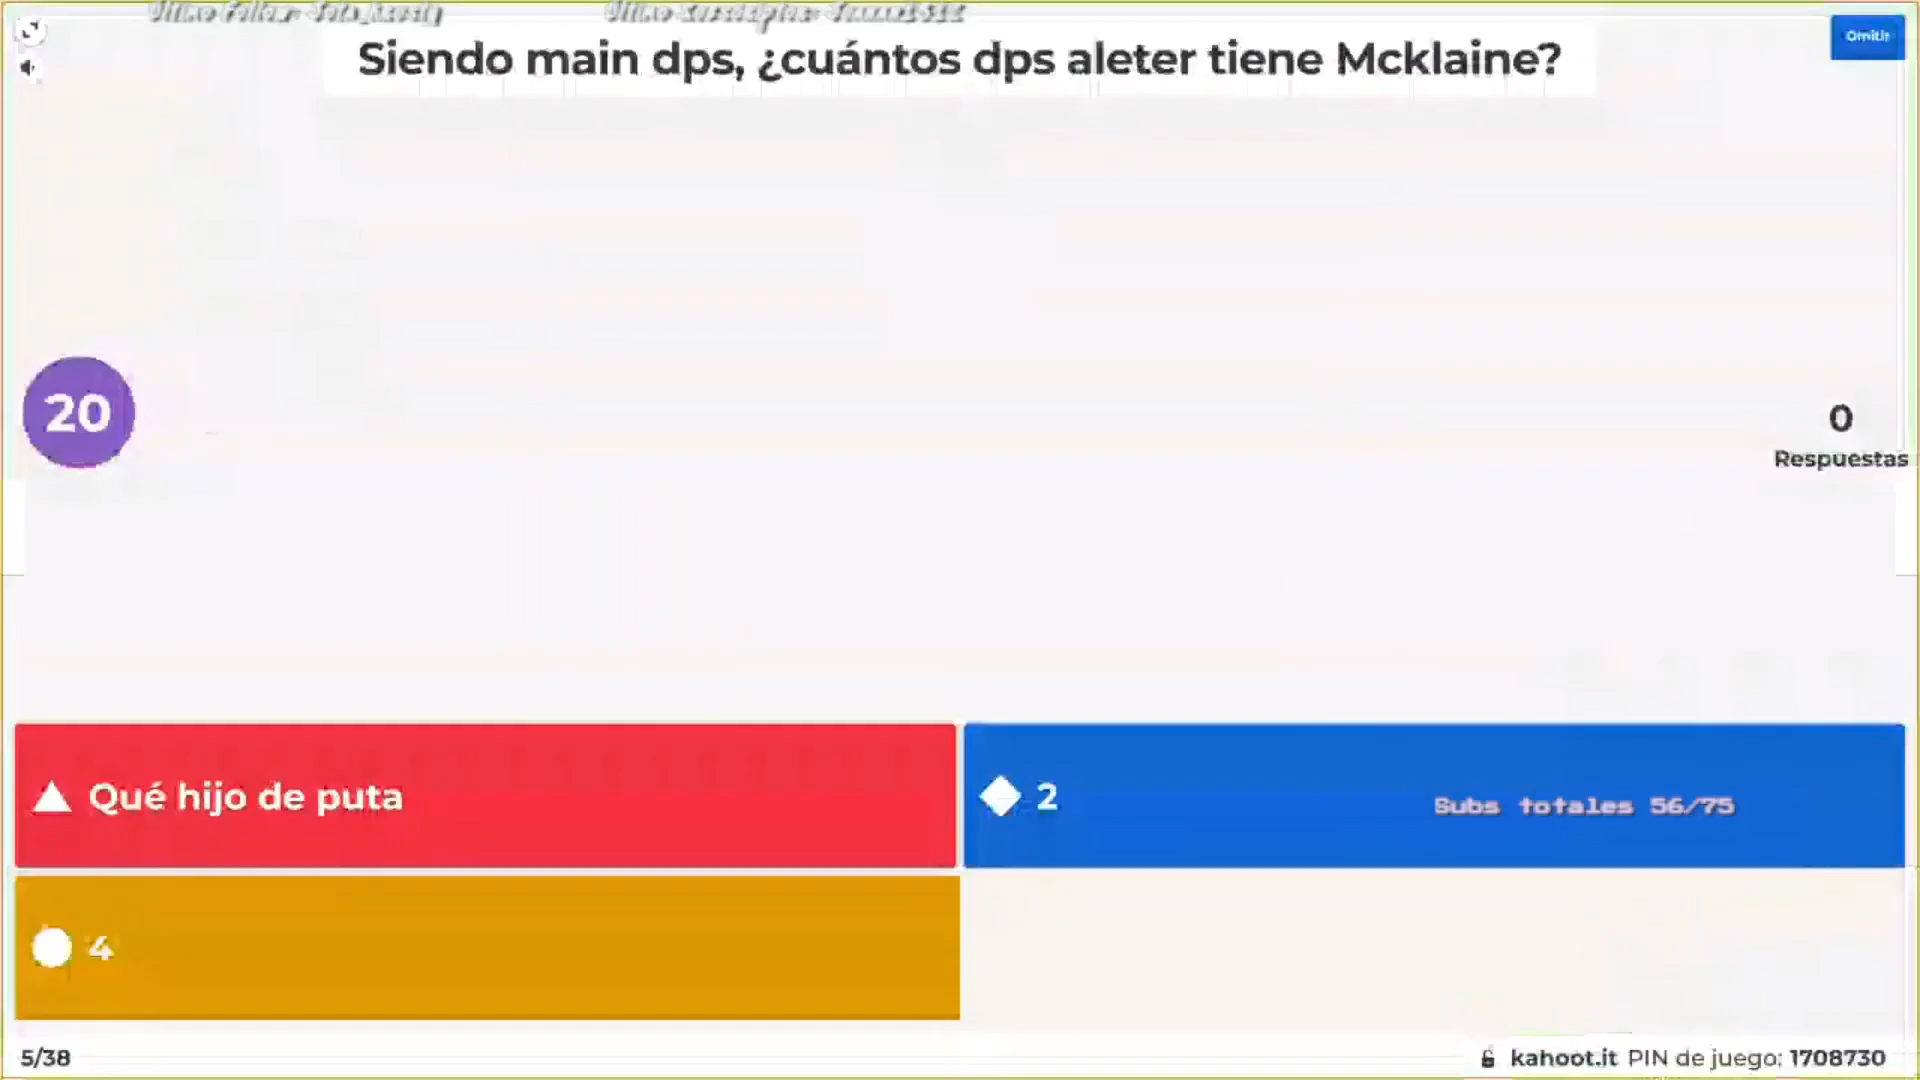 Siendo main dps, ¿cuántos dps aleter tiene Mcklaine?
Omitir
20
0
Respuestas
Qué hijo de puta
2
Subs totales 56/75
4
5/38
kahoot.it PIN de juego: 1708730